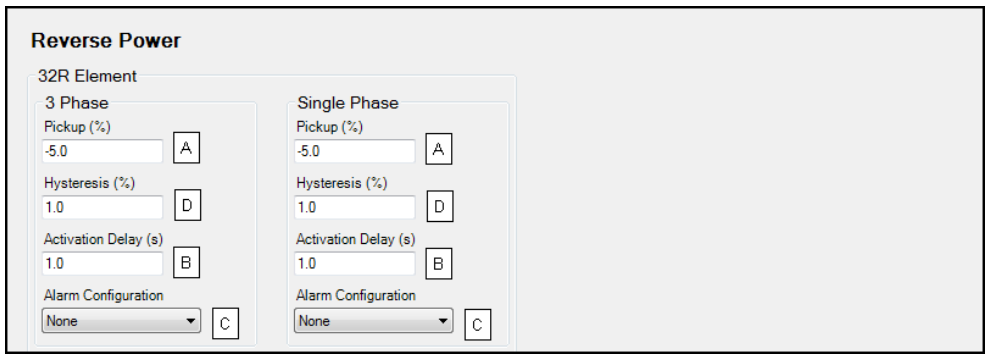 Reverse Power
32R Element
3 Phase
Pickup (%)
-5.0
A
Hysteresis (%)
1.0
D
Activation Delay (s)
1.0
B
Alarm Configuration
None
C
Single Phase
Pickup (%)
-5.0
A
Hysteresis (%)
1.0
D
Activation Delay (s)
1.0
B
Alarm Configuration
None
C